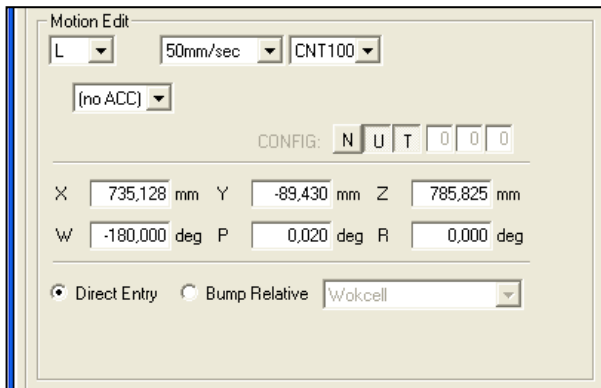 Motion Edit
L 50mm/sec CNT100
(no ACC)
CONFIG: N U T 0 0 0
X 735,128 mm Y -89,430 mm Z 785,825 mm
W -180,000 deg P 0,020 deg R 0,000 deg
Direct Entry Bump Relative Wokcell